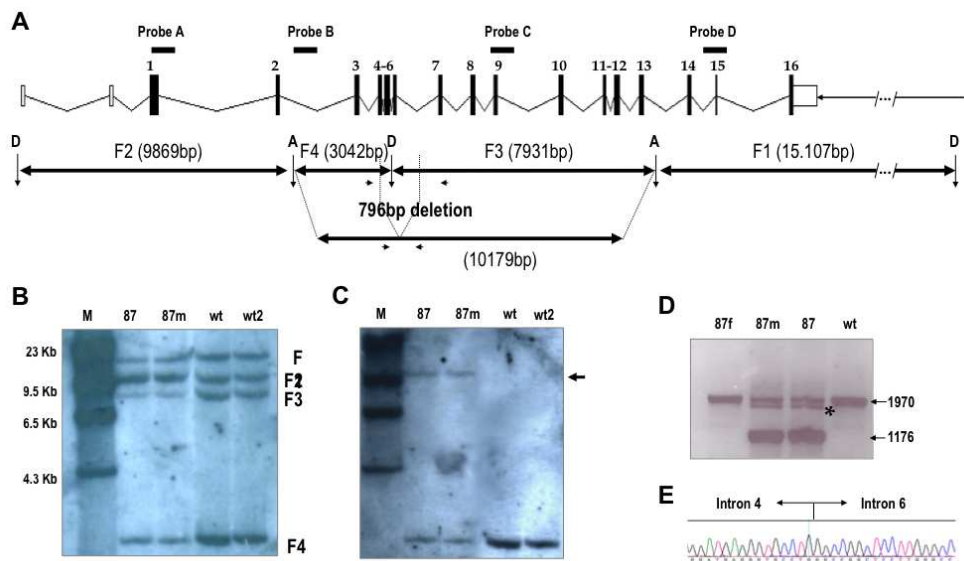 A
Probe A Probe B Probe C Probe D
1 2 3 4-6 7 8 9 10 11-12 13 14 15 16
D A D A D
F2 (9869bp) F4 (3042bp) F3 (7931bp) F1 (15.107bp)
796bp deletion
(10179bp)
B
M 87 87m wt wt2
23 Kb
9.5 Kb
6.5 Kb
4.3 Kb
F
F3
F4
C
M 87 87m wt wt2
D
87f 87m 87 wt
1970
*
1176
E
Intron 4 Intron 6